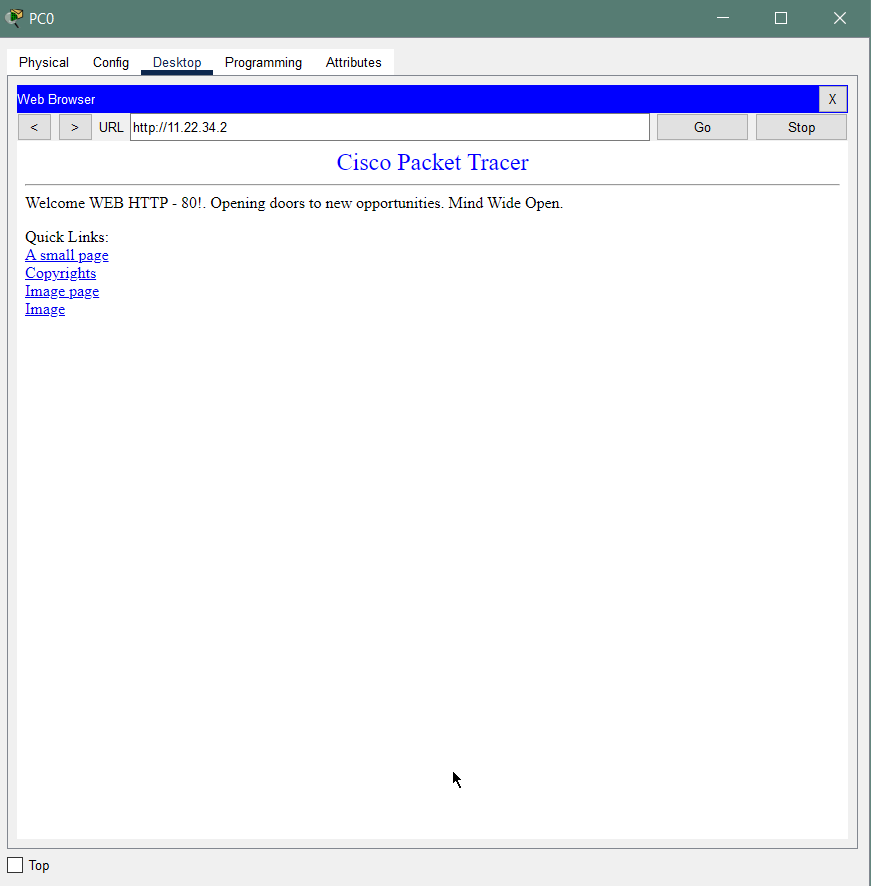 PC0
Physical Config Desktop Programming Attributes
Web Browser X
< > URL http://11.22.34.2 Go Stop
Cisco Packet Tracer
Welcome WEB HTTP - 80!. Opening doors to new opportunities. Mind Wide Open.
Quick Links:
A small page
Copyrights
Image page
Image
Top